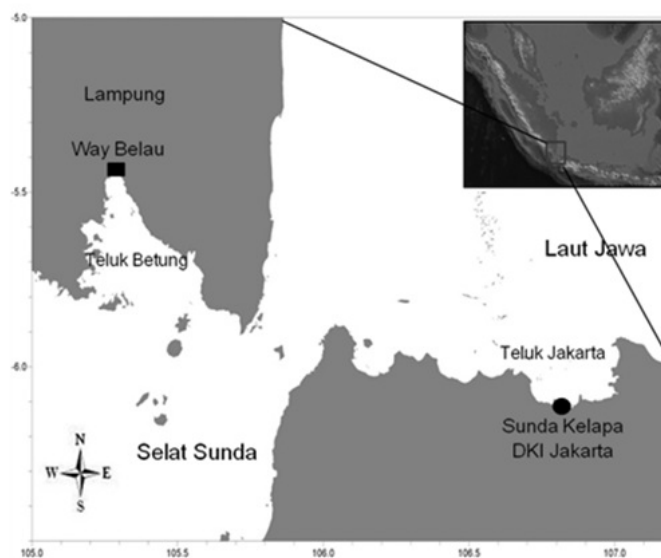 -5.0
Lampung
Way Belau
-5.5
Teluk Betung
Laut Jawa
Teluk Jakarta
-6.0
Sunda Kelapa
DKI Jakarta
Selat Sunda
N
W E
S
105.0 105.5 106.0 106.5 107.0